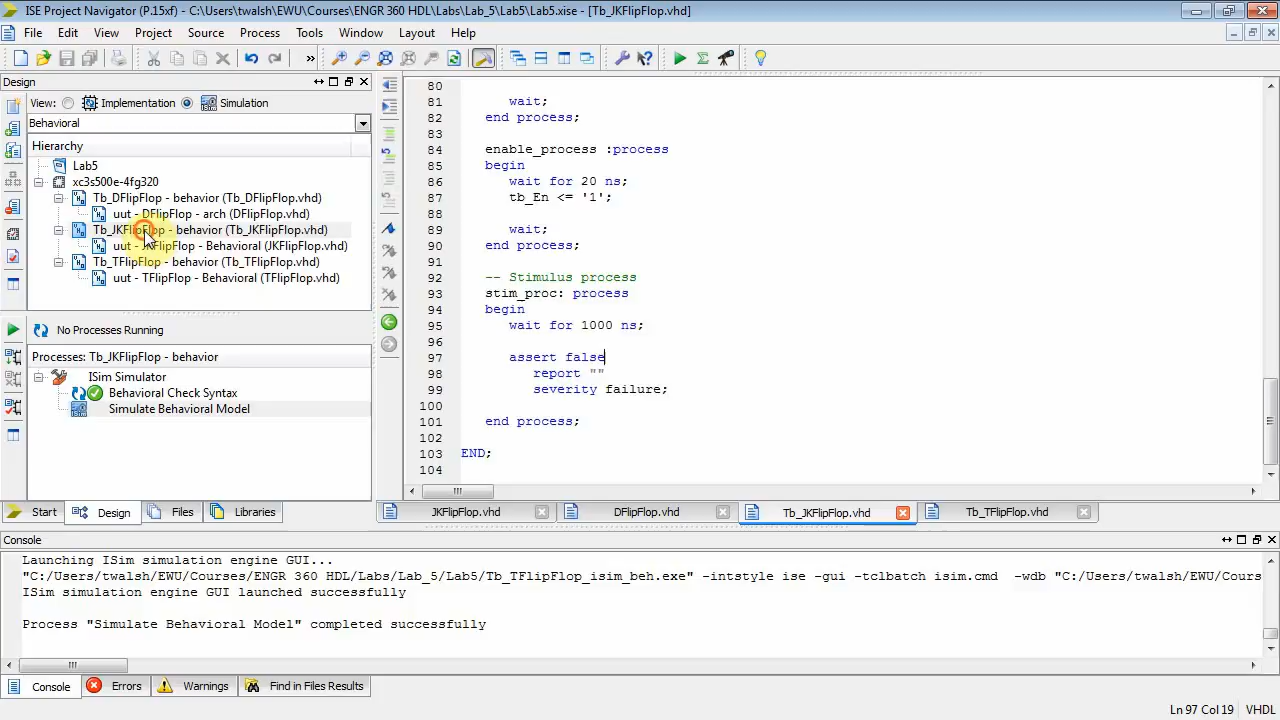 ISE Project Navigator (P.15xf) - C:\Users\twalsh\EWU\Courses\ENGR 360 HDL\Labs\Lab_5\Lab5\Lab5.xise - [Tb_JKFlipFlop.vhd]
File Edit View Project Source Process Tools Window Layout Help
»
Design
View: Implementation Simulation
Behavioral
Hierarchy
Lab5
xc3s500e-4fg320
Tb_DFlipFlop - behavior (Tb_DFlipFlop.vhd)
uut - DFlipFlop - arch (DFlipFlop.vhd)
Tb_JKFlipFlop - behavior (Tb_JKFlipFlop.vhd)
uut - JKFlipFlop - Behavioral (JKFlipFlop.vhd)
Tb_TFlipFlop - behavior (Tb_TFlipFlop.vhd)
uut - TFlipFlop - Behavioral (TFlipFlop.vhd)
No Processes Running
Processes: Tb_JKFlipFlop - behavior
ISim Simulator
Behavioral Check Syntax
Simulate Behavioral Model
Start Design Files Libraries
80
81 wait;
82 end process;
83
84 enable_process :process
85 begin
86 wait for 20 ns;
87 tb_En <= '1';
88
89 wait;
90 end process;
91
92 -- Stimulus process
93 stim_proc: process
94 begin
95 wait for 1000 ns;
96
97 assert false
98 report ""
99 severity failure;
100
101 end process;
102
103 END;
104
JKFlipFlop.vhd DFlipFlop.vhd Tb_JKFlipFlop.vhd Tb_TFlipFlop.vhd
Console
Launching ISim simulation engine GUI...
"C:/Users/twalsh/EWU/Courses/ENGR 360 HDL/Labs/Lab_5/Lab5/Tb_TFlipFlop_isim_beh.exe" -intstyle ise -gui -tclbatch isim.cmd -wdb "C:/Users/twalsh/EWU/Cours
ISim simulation engine GUI launched successfully
Process "Simulate Behavioral Model" completed successfully
Console Errors Warnings Find in Files Results
Ln 97 Col 19 VHDL